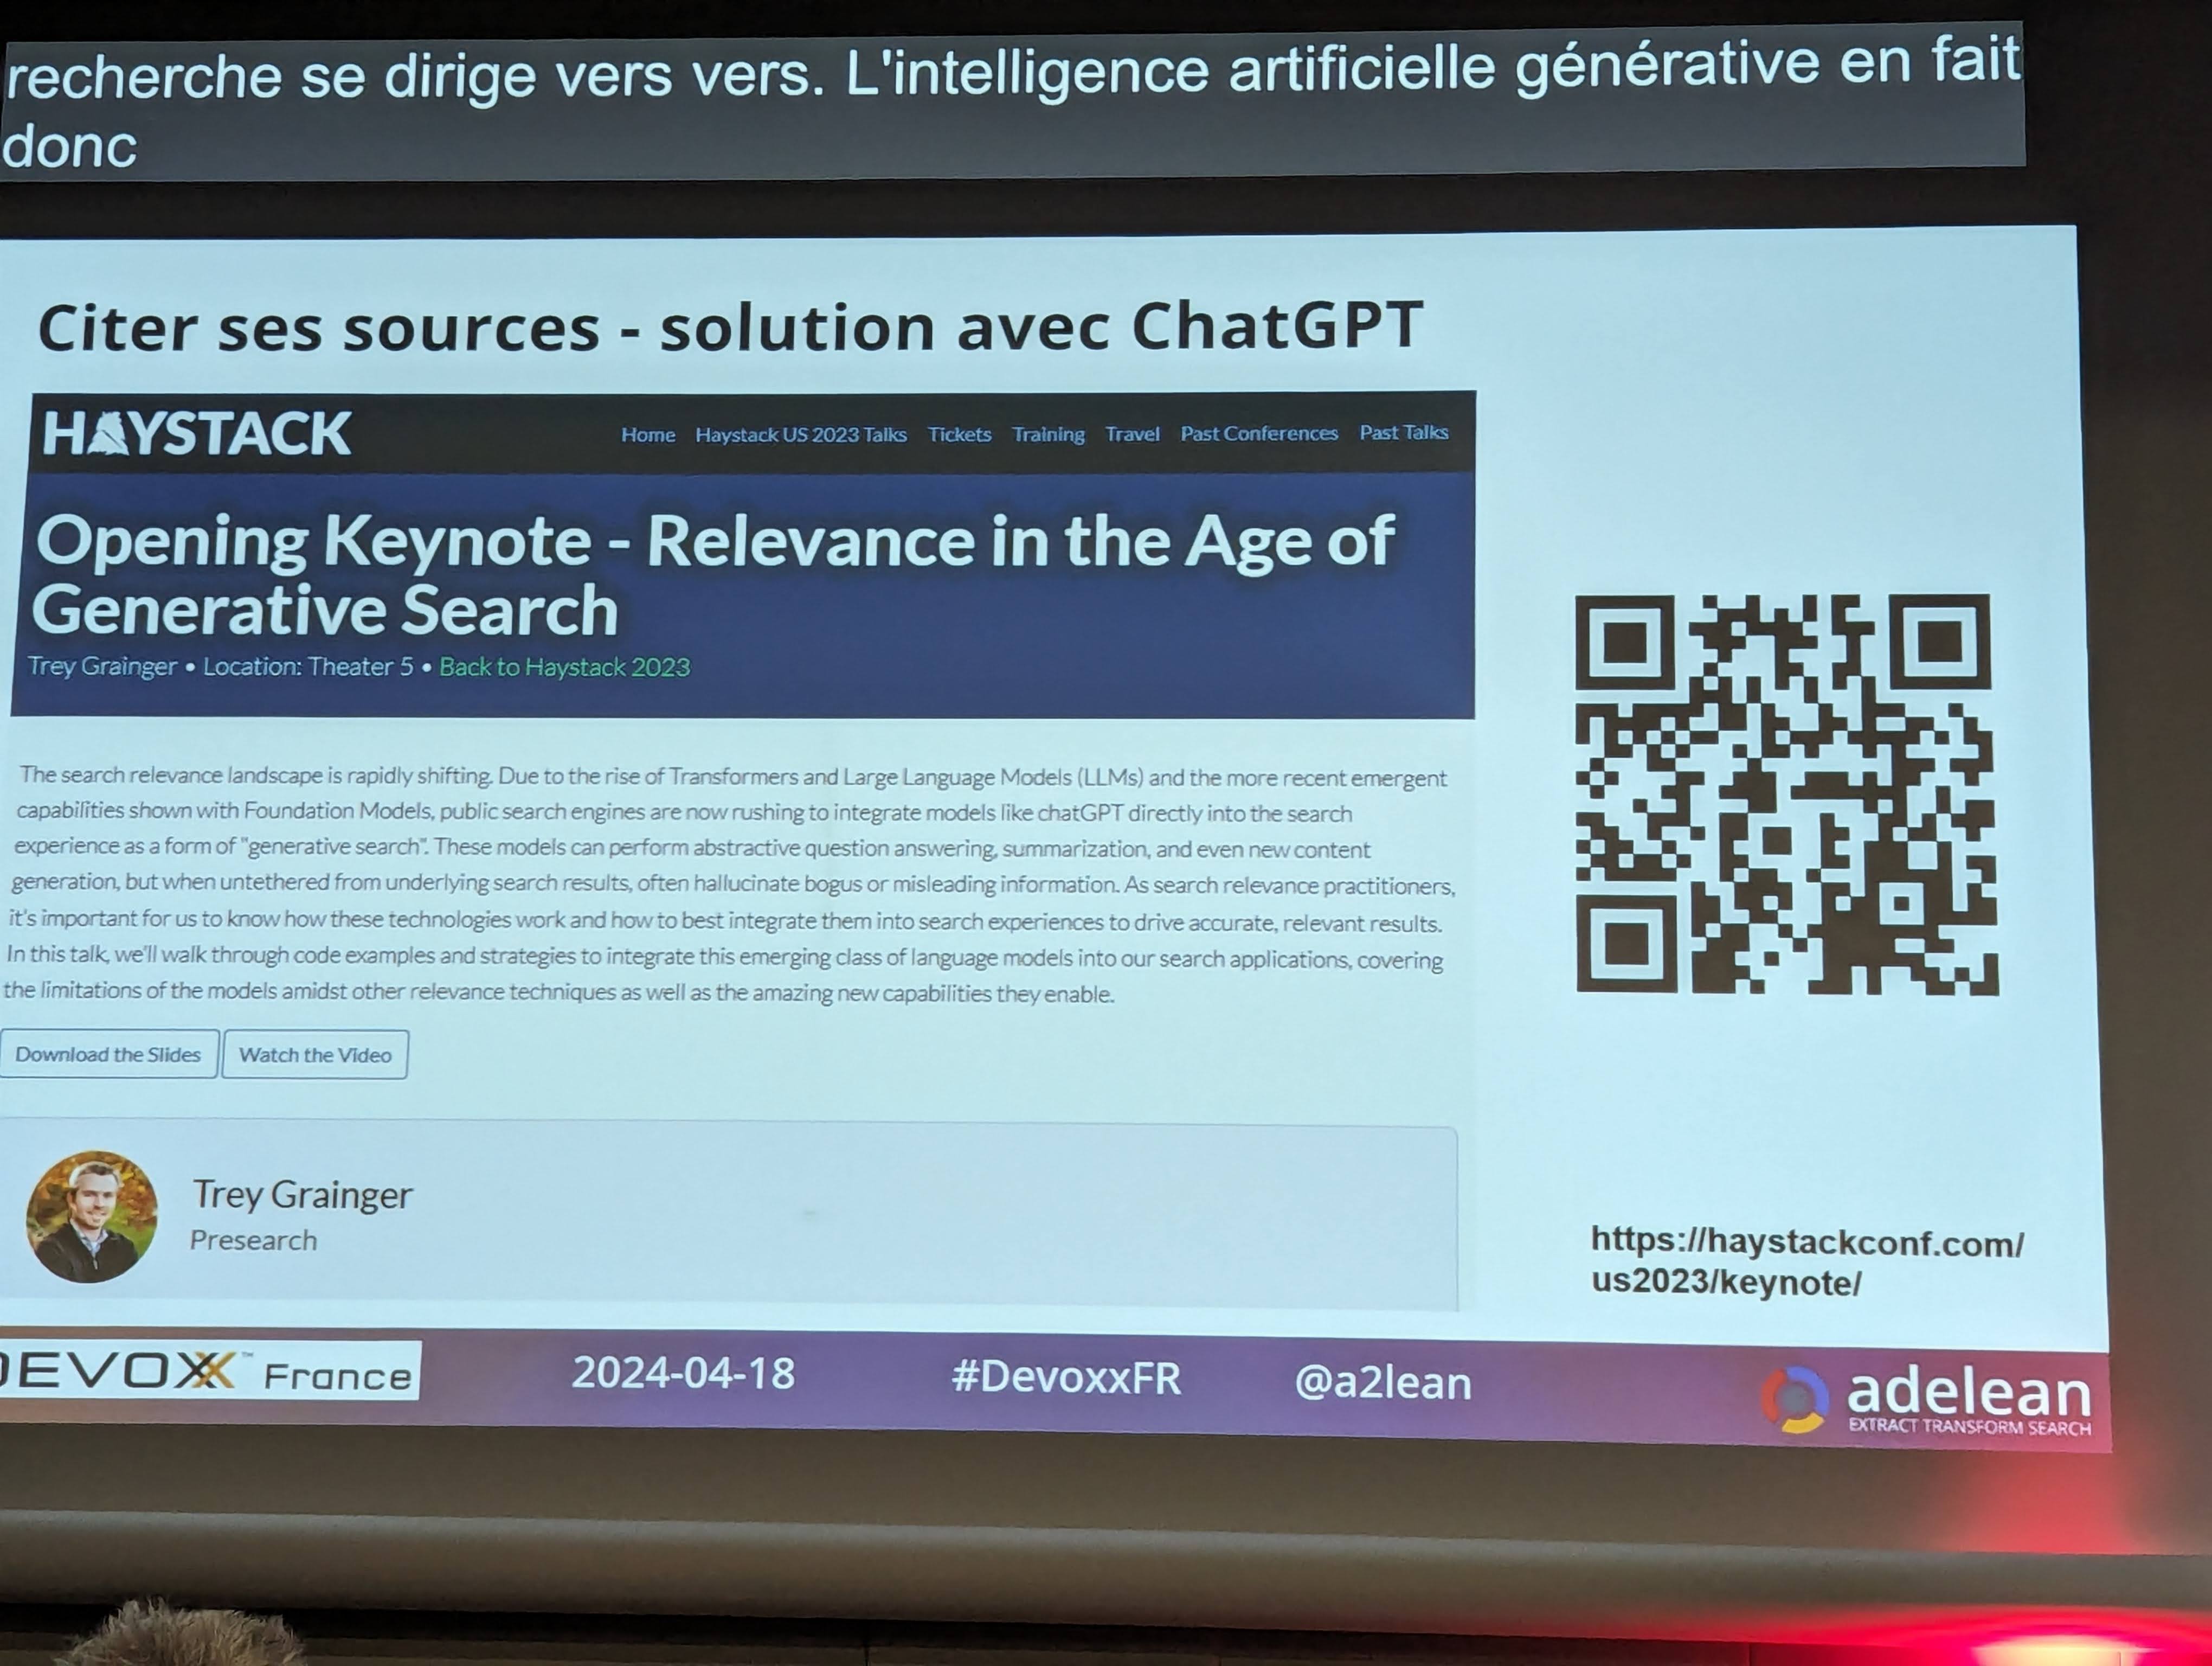 recherche se dirige vers vers. L'intelligence artificielle générative en fait
donc
Citer ses sources - solution avec ChatGPT
HAYSTACK
Home Haystack US 2023 Talks Tickets Training Travel Past Conferences Past Talks
Opening Keynote - Relevance in the Age of
Generative Search
Trey Grainger • Location: Theater 5 • Back to Haystack 2023
The search relevance landscape is rapidly shifting. Due to the rise of Transformers and Large Language Models (LLMs) and the more recent emergent
capabilities shown with Foundation Models, public search engines are now rushing to integrate models like chatGPT directly into the search
experience as a form of "generative search". These models can perform abstractive question answering, summarization, and even new content
generation, but when untethered from underlying search results, often hallucinate bogus or misleading information. As search relevance practitioners,
it's important for us to know how these technologies work and how to best integrate them into search experiences to drive accurate, relevant results.
In this talk, we'll walk through code examples and strategies to integrate this emerging class of language models into our search applications, covering
the limitations of the models amidst other relevance techniques as well as the amazing new capabilities they enable.
Download the Slides Watch the Video
Trey Grainger
Presearch
https://haystackconf.com/
us2023/keynote/
DEVOXX™ France 2024-04-18 #DevoxxFR @a2lean adelean
EXTRACT TRANSFORM SEARCH